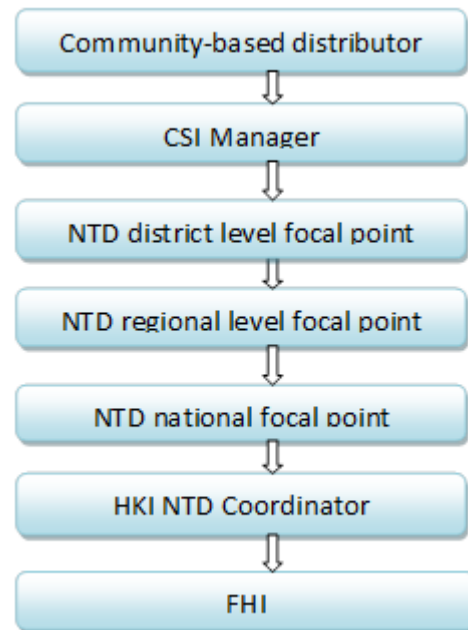 Community-based distributor
CSI Manager
NTD district level focal point
NTD regional level focal point
NTD national focal point
HKI NTD Coordinator
FHI